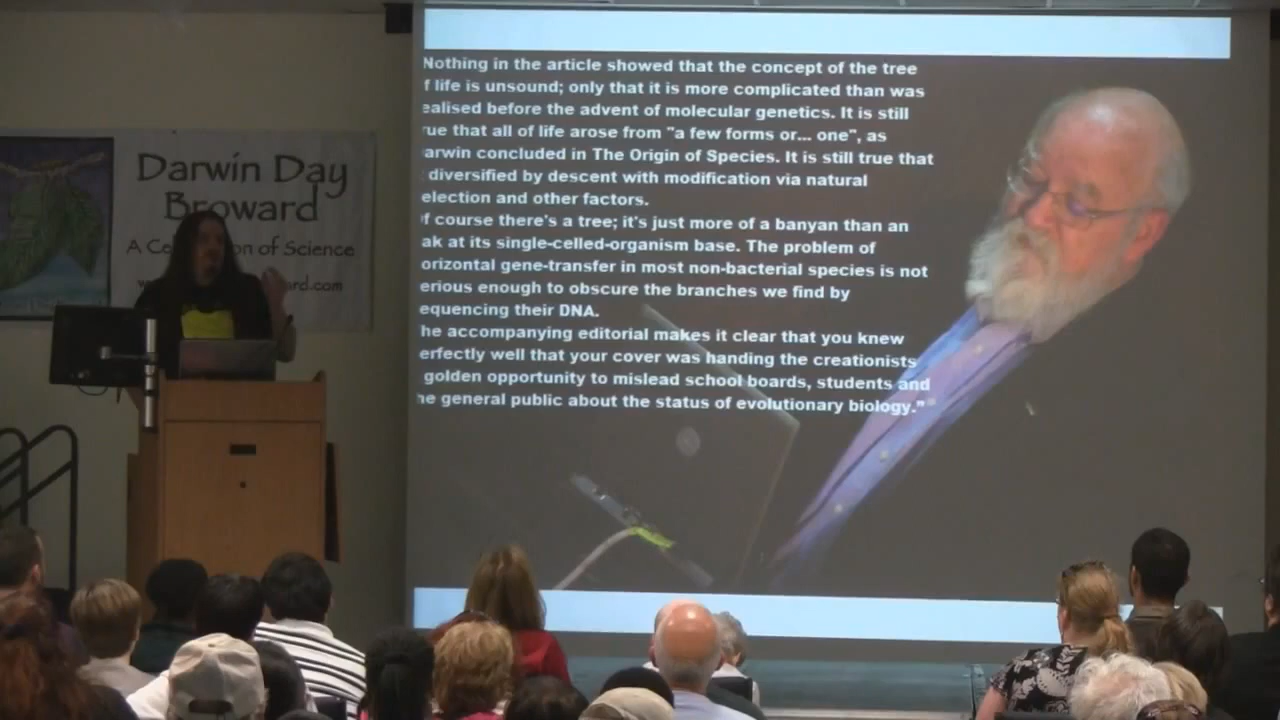 Darwin Day
Broward
A Ce on of Science
w rd.com
Nothing in the article showed that the concept of the tree
f life is unsound; only that it is more complicated than was
ealised before the advent of molecular genetics. It is still
rue that all of life arose from "a few forms or... one", as
arwin concluded in The Origin of Species. It is still true that
diversified by descent with modification via natural
election and other factors.
f course there's a tree; it's just more of a banyan than an
ak at its single-celled-organism base. The problem of
orizontal gene-transfer in most non-bacterial species is not
erious enough to obscure the branches we find by
equencing their DNA.
he accompanying editorial makes it clear that you knew
erfectly well that your cover was handing the creationists
golden opportunity to mislead school boards, students and
he general public about the status of evolutionary biology."